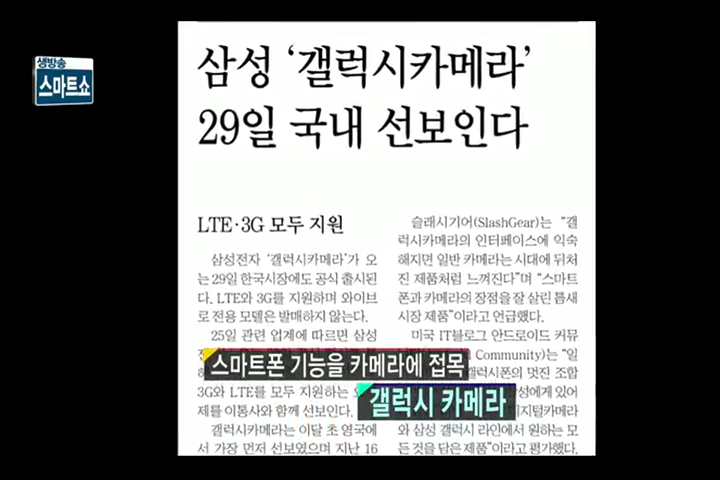 생방송
스마트쇼
삼성 ‘갤럭시카메라’
29일 국내 선보인다
LTE·3G 모두 지원
삼성전자 ‘갤럭시카메라’가 오
는 29일 한국시장에도 공식 출시된
다. LTE와 3G를 지원하며 와이브
로 전용 모델은 발매하지 않는다.
25일 관련 업계에 따르면 삼성
3G와 LTE를 모두 지원하는
제를 이통사와 함께 선보인다.
갤럭시카메라는 이달 초 영국에
서 가장 먼저 선보였으며 지난 16
슬래시기어(SlashGear)는 “갤
럭시카메라의 인터페이스에 익숙
해지면 일반 카메라는 시대에 뒤처
진 제품처럼 느껴진다”며 “스마트
폰과 카메라의 장점을 잘 살린 틈새
시장 제품”이라고 언급했다.
미국 IT블로그 안드로이드 커뮤
Community)는 “일
럭시폰의 멋진 조합
삼성에게 있어
디지털카메라
와 삼성 갤럭시 라인에서 원하는 모
든 것을 담은 제품”이라고 평가했다.
스마트폰 기능을 카메라에 접목
갤럭시 카메라